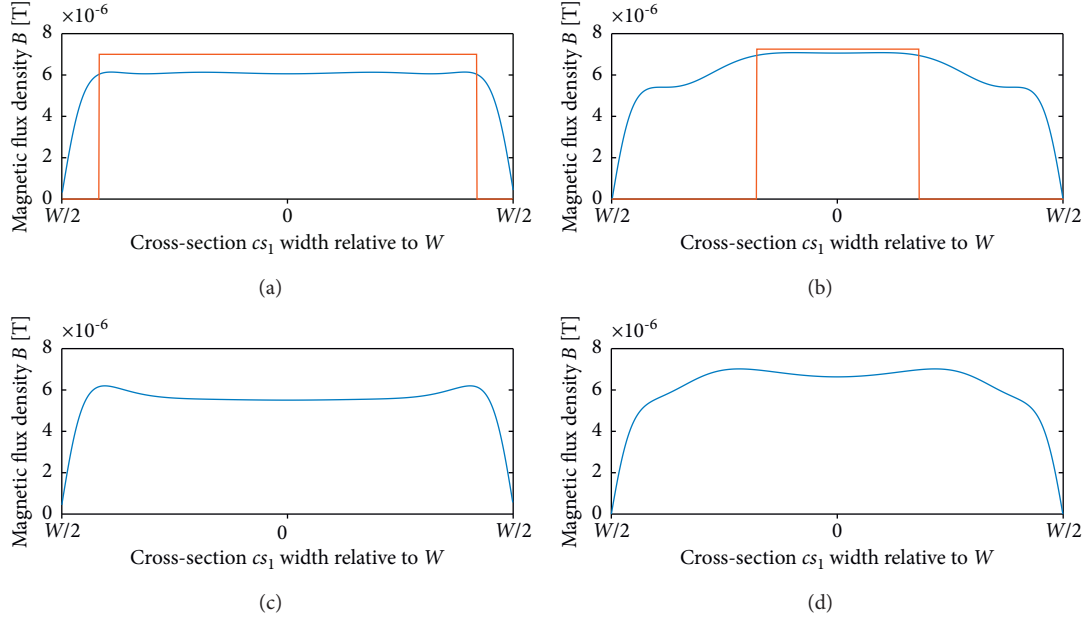 ×10⁻⁶
8
6
4
2
0
Magnetic flux density B [T]
W/2
0
W/2
Cross-section cs₁ width relative to W
(a)
×10⁻⁶
8
6
4
2
0
Magnetic flux density B [T]
W/2
0
W/2
Cross-section cs₁ width relative to W
(b)
×10⁻⁶
8
6
4
2
0
Magnetic flux density B [T]
W/2
0
W/2
Cross-section cs₁ width relative to W
(c)
×10⁻⁶
8
6
4
2
0
Magnetic flux density B [T]
W/2
0
W/2
Cross-section cs₁ width relative to W
(d)